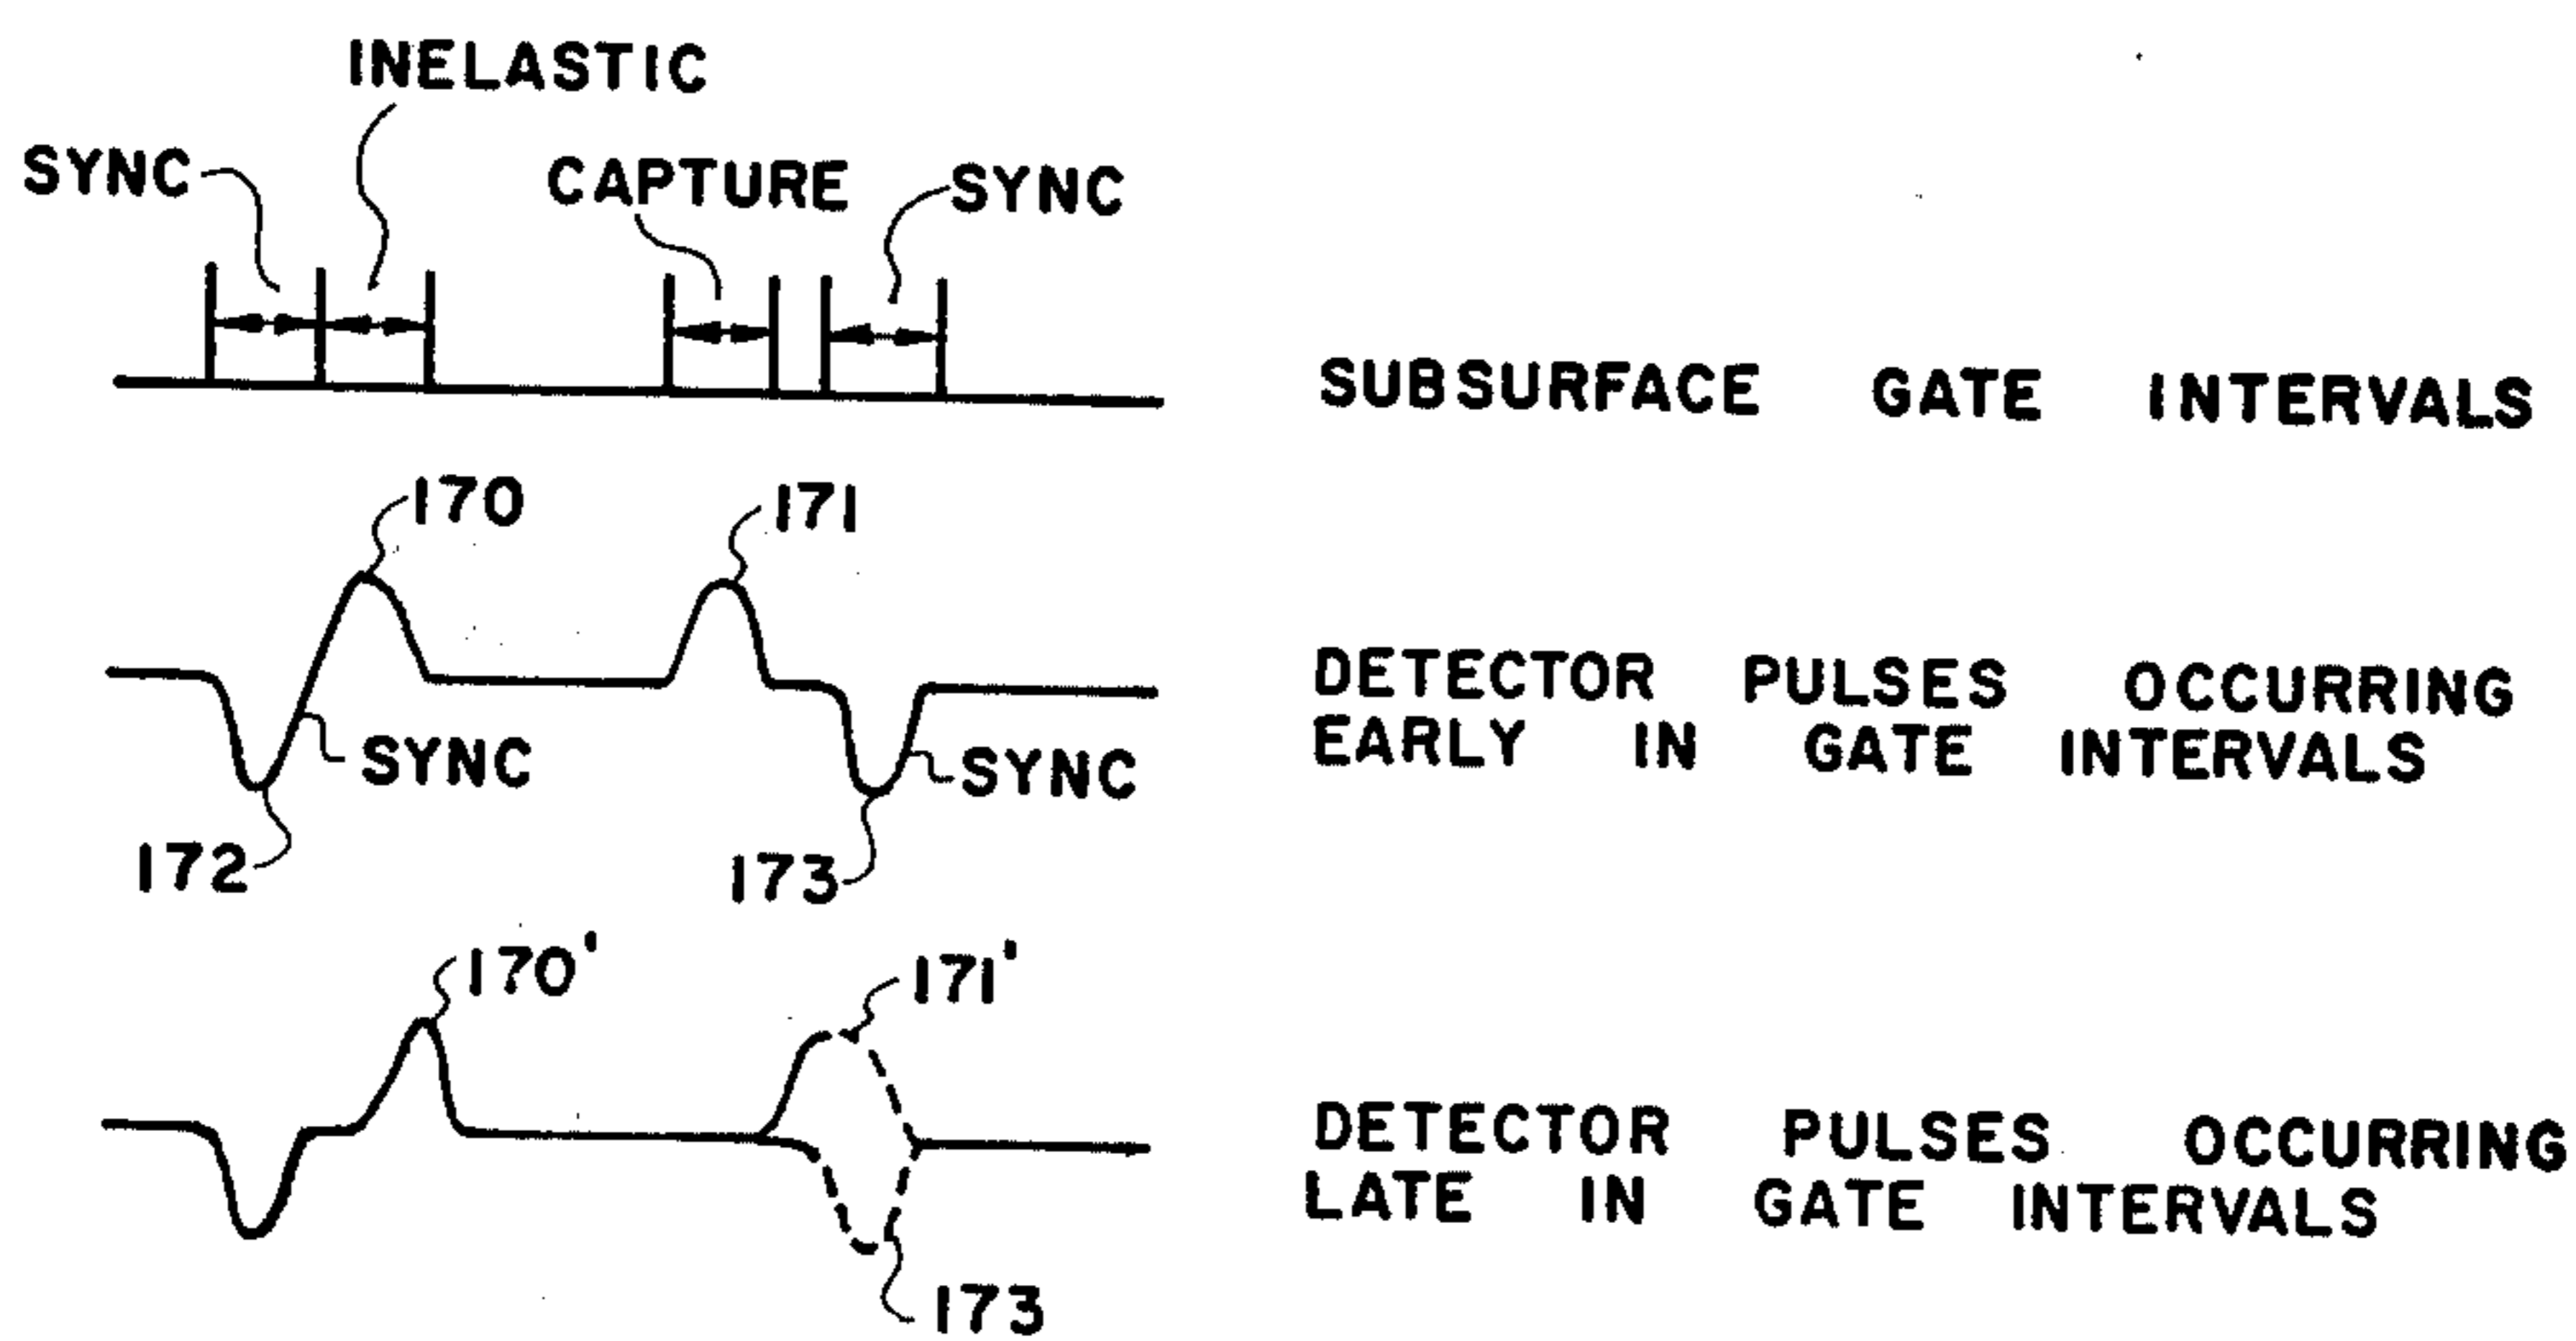 INELASTIC
SYNC
CAPTURE
SYNC
SUBSURFACE GATE INTERVALS
170
171
DETECTOR PULSES OCCURRING
EARLY IN GATE INTERVALS
SYNC
SYNC
172
173
170'
171'
DETECTOR PULSES OCCURRING
LATE IN GATE INTERVALS
173